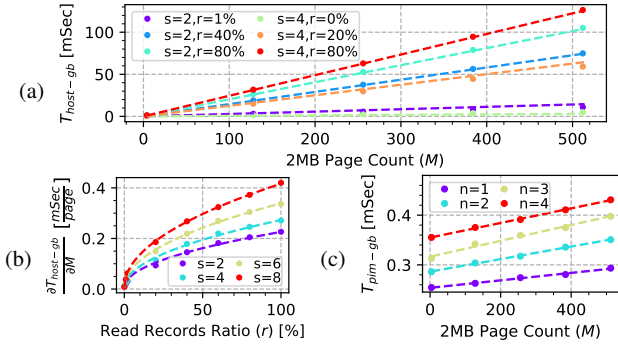 (a)
T_host−gb [mSec]
100
50
0
s=2,r=1%
s=2,r=40%
s=2,r=80%
s=4,r=0%
s=4,r=20%
s=4,r=80%
0 100 200 300 400 500
2MB Page Count (M)
(b)
∂T_host−gb / ∂M [mSec / page]
0.4
0.2
0.0
s=2
s=4
s=6
s=8
0 20 40 60 80 100
Read Records Ratio (r) [%]
(c)
T_pim−gb [mSec]
0.4
0.3
n=1
n=2
n=3
n=4
0 200 400
2MB Page Count (M)